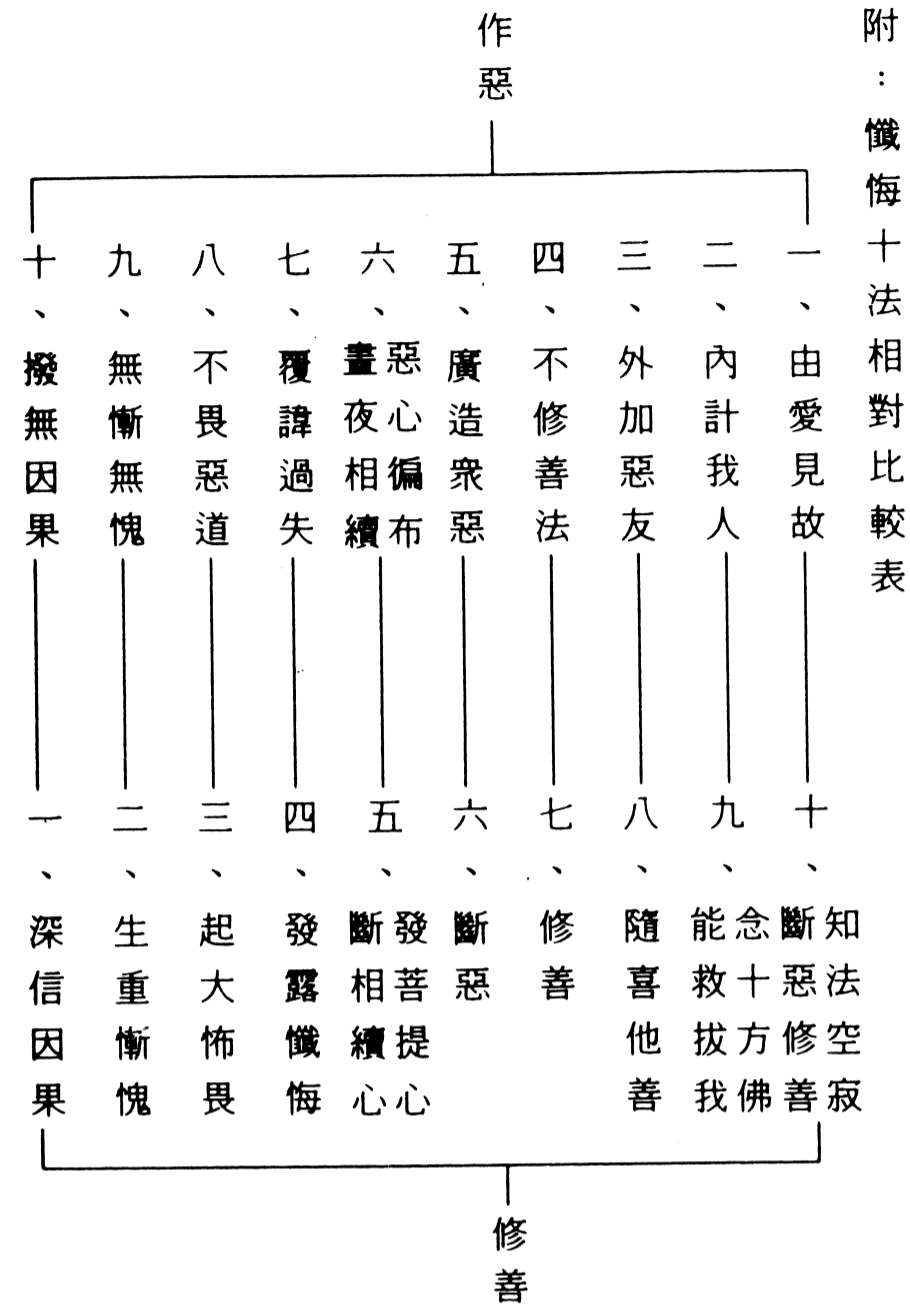 附：懺悔十法相對比較表
作惡
一、由愛見故
二、內計我人
三、外加惡友
四、不修善法
五、廣造衆惡
六、惡心徧布
晝夜相續
七、覆諱過失
八、不畏惡道
九、無慚無愧
十、撥無因果
十、知法空寂
斷惡修善
九、念十方佛
能救拔我
八、隨喜他善
七、修善
六、斷惡
五、發菩提心
斷相續心
四、發露懺悔
三、起大怖畏
二、生重慚愧
一、深信因果
修善